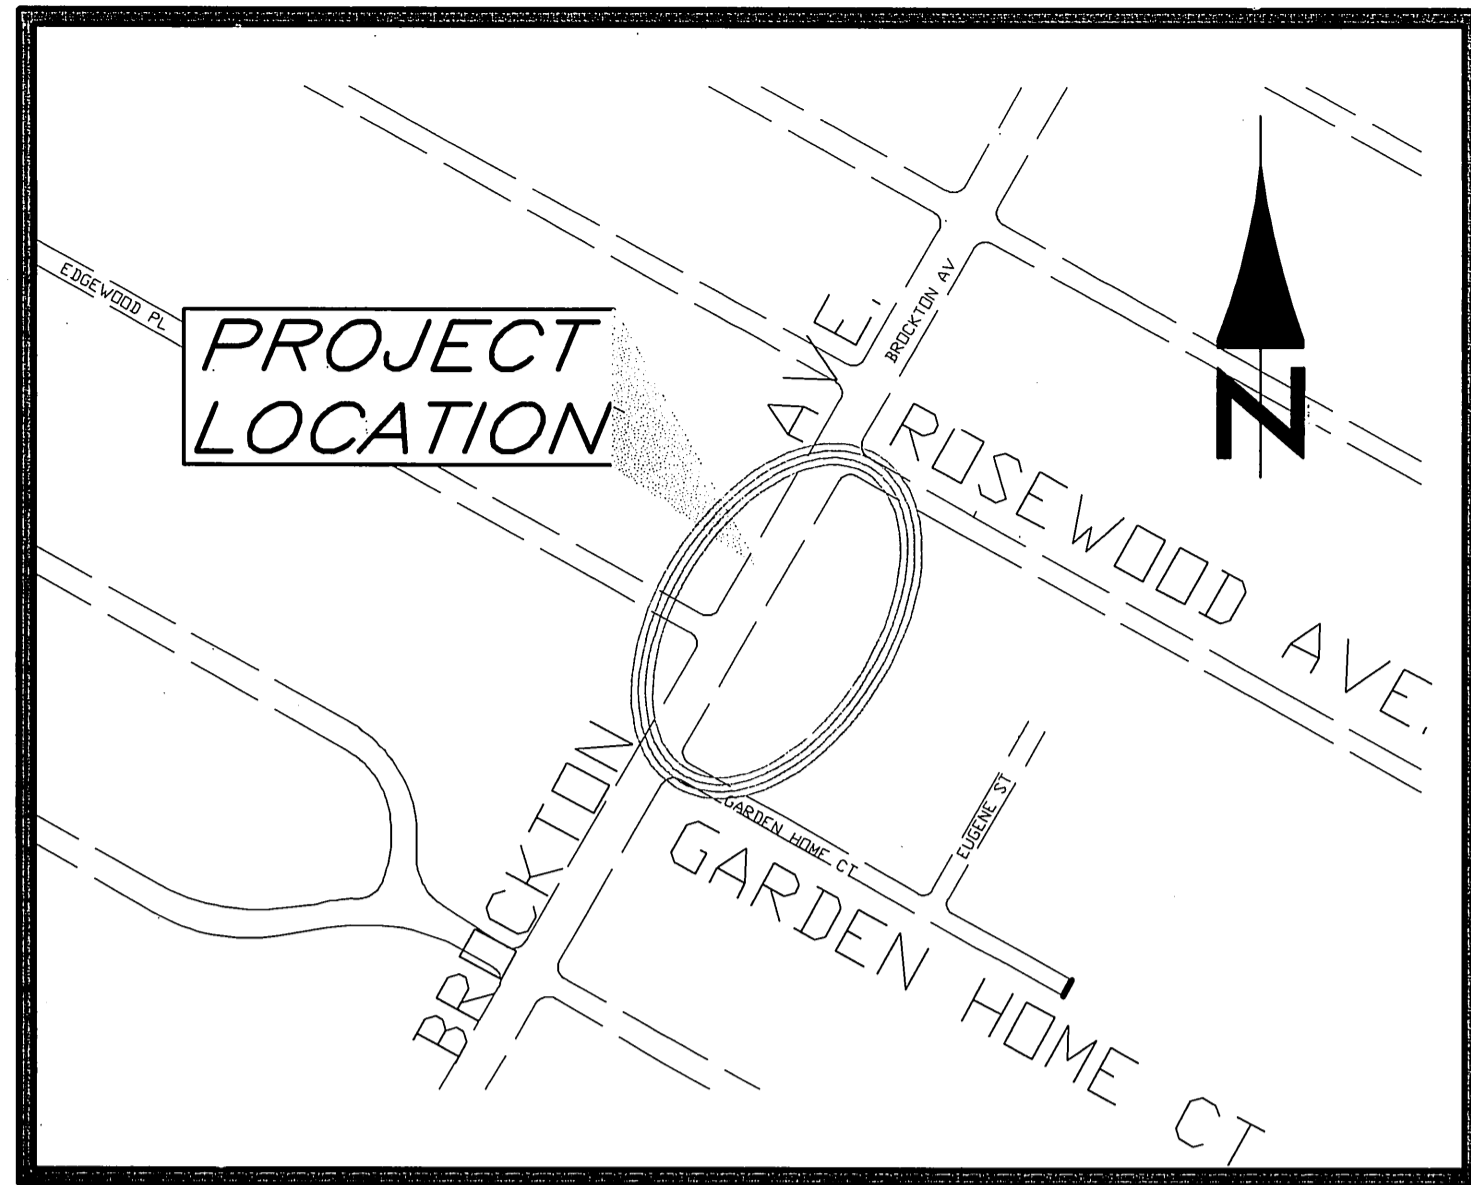 EDGEWOOD PL
PROJECT
LOCATION
BROCKTON AVE.
BROCKTON AV
ROSEWOOD AVE.
N
GARDEN HOME CT
EUGENE ST
GARDEN HOME CT